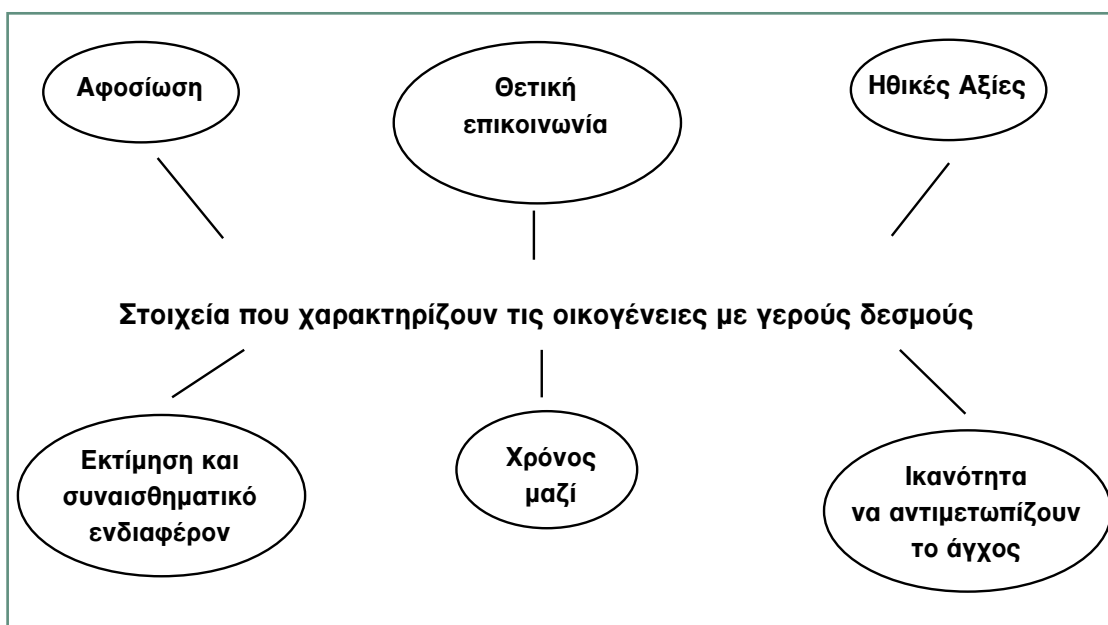 Αφοσίωση
Θετική
επικοινωνία
Ηθικές Αξίες
Στοιχεία που χαρακτηρίζουν τις οικογένειες με γερούς δεσμούς
Εκτίμηση και
συναισθηματικό
ενδιαφέρον
Χρόνος
μαζί
Ικανότητα
να αντιμετωπίζουν
το άγχος